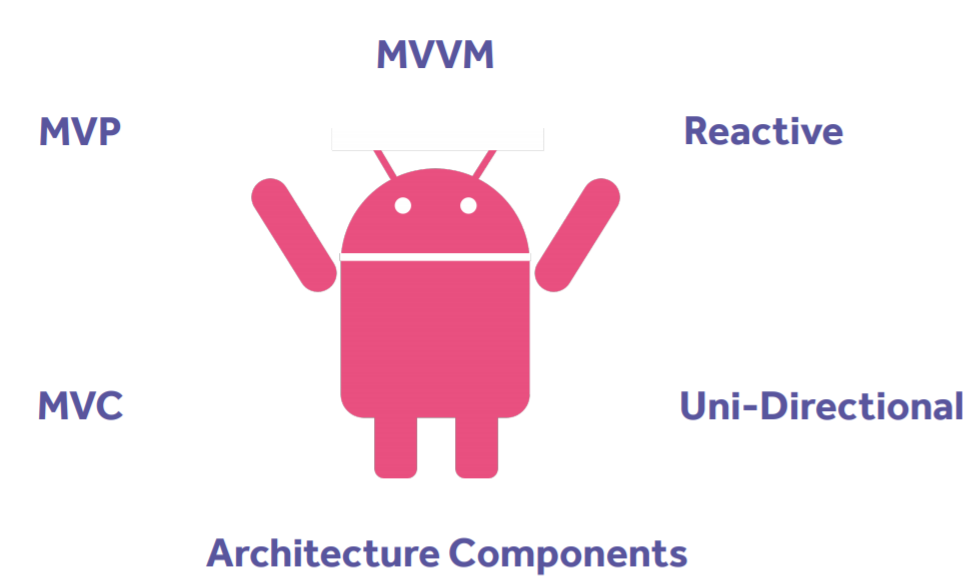 MVVM
MVP
Reactive
MVC
Uni-Directional
Architecture Components